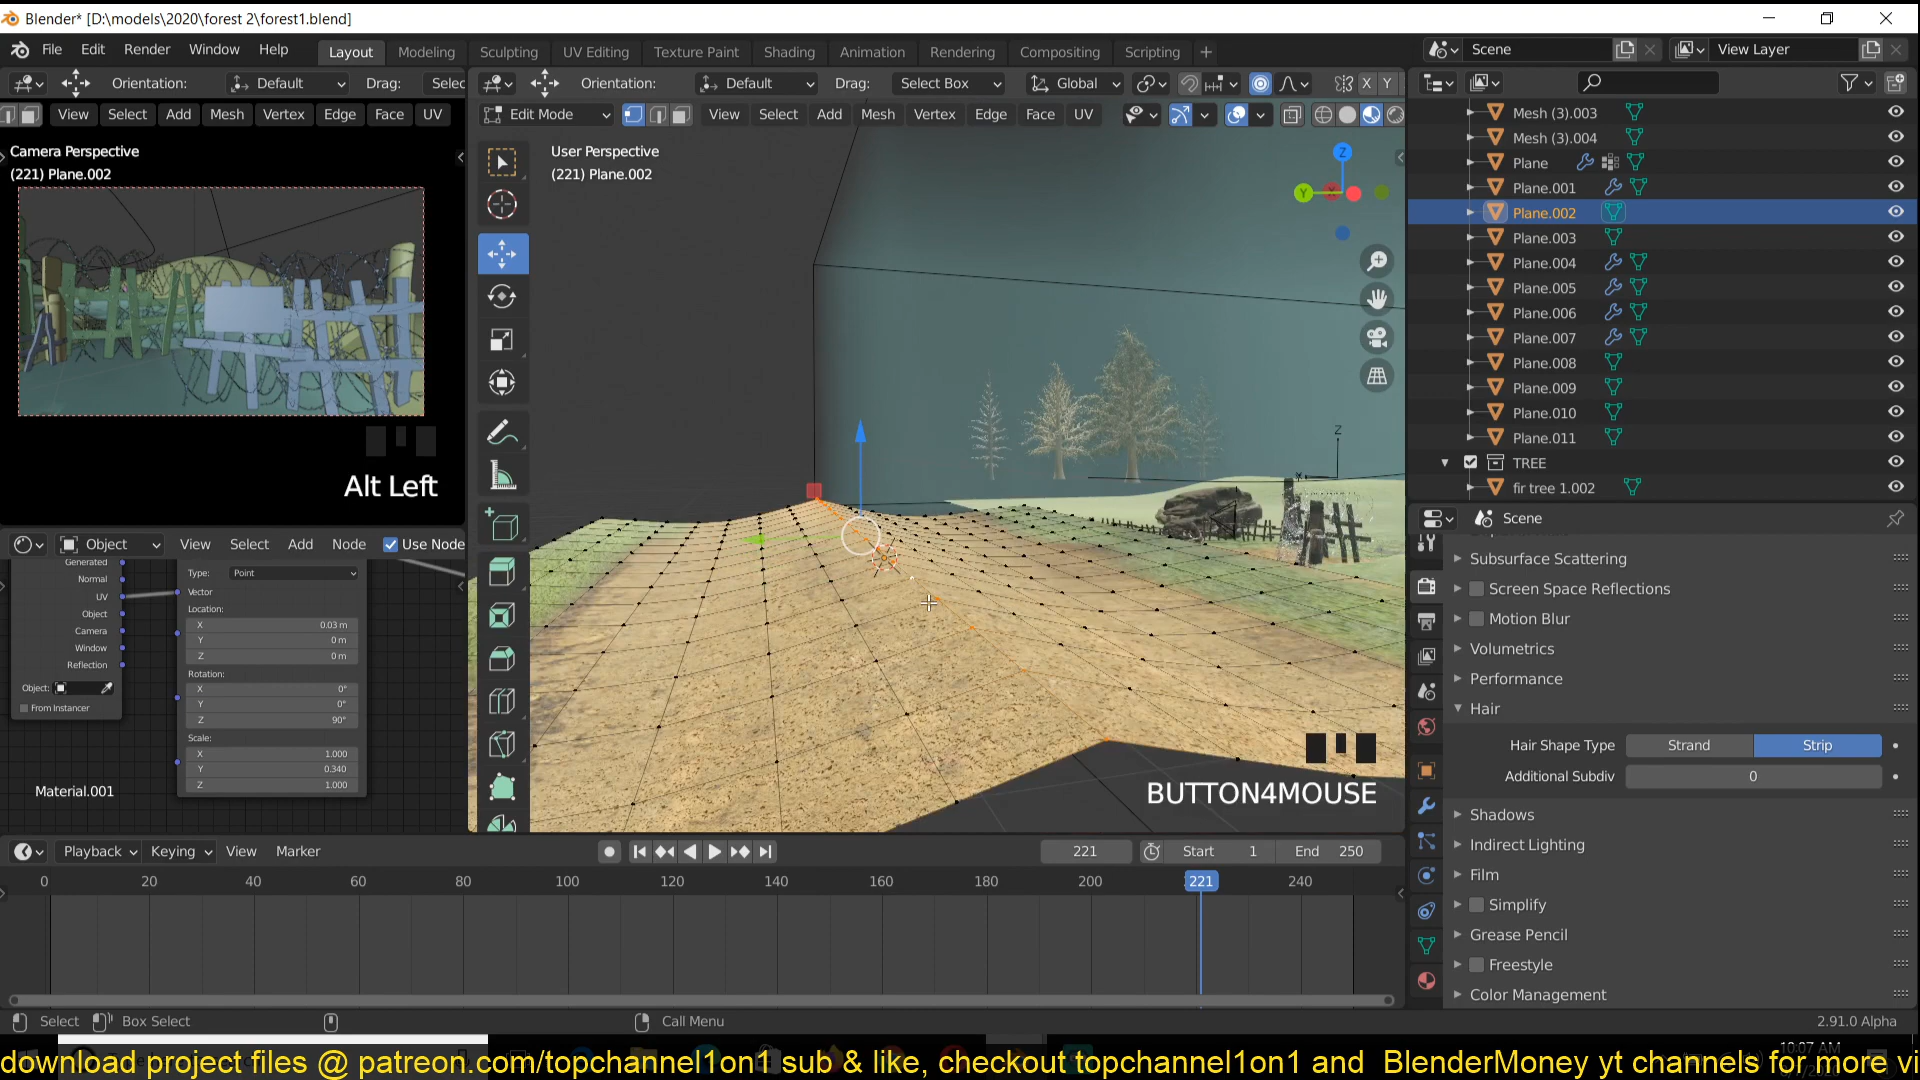 Blender* [D:\models\2020\forest 2\forest1.blend]
File Edit Render Window Help Layout Modeling Sculpting UV Editing Texture Paint Shading Animation Rendering Compositing Scripting + Scene View Layer
Orientation: Default Drag: Selec Orientation: Default Drag: Select Box Global X Y
View Select Add Mesh Vertex Edge Face UV Edit Mode View Select Add Mesh Vertex Edge Face UV
Camera Perspective
(221) Plane.002
Alt Left
User Perspective
(221) Plane.002
Z
Y
X
Z
BUTTON4MOUSE
Mesh (3).003
Mesh (3).004
Plane
Plane.001
Plane.002
Plane.003
Plane.004
Plane.005
Plane.006
Plane.007
Plane.008
Plane.009
Plane.010
Plane.011
TREE
fir tree 1.002
Object View Select Add Node Use Node
Generated
Normal
UV
Object
Camera
Window
Reflection
Object:
From Instancer
Type: Point
Vector
Location:
X 0.03 m
Y 0 m
Z 0 m
Rotation:
X 0°
Y 0°
Z 90°
Scale:
X 1.000
Y 0.340
Z 1.000
Material.001
Scene
Subsurface Scattering
Screen Space Reflections
Motion Blur
Volumetrics
Performance
Hair
Hair Shape Type Strand Strip
Additional Subdiv 0
Shadows
Indirect Lighting
Film
Simplify
Grease Pencil
Freestyle
Color Management
Playback Keying View Marker 221 Start 1 End 250
0 20 40 60 80 100 120 140 160 180 200 221 240
Select Box Select Call Menu 2.91.0 Alpha
10:07 AM
download project files @ patreon.com/topchannel1on1 sub & like, checkout topchannel1on1 and BlenderMoney yt channels for more vi